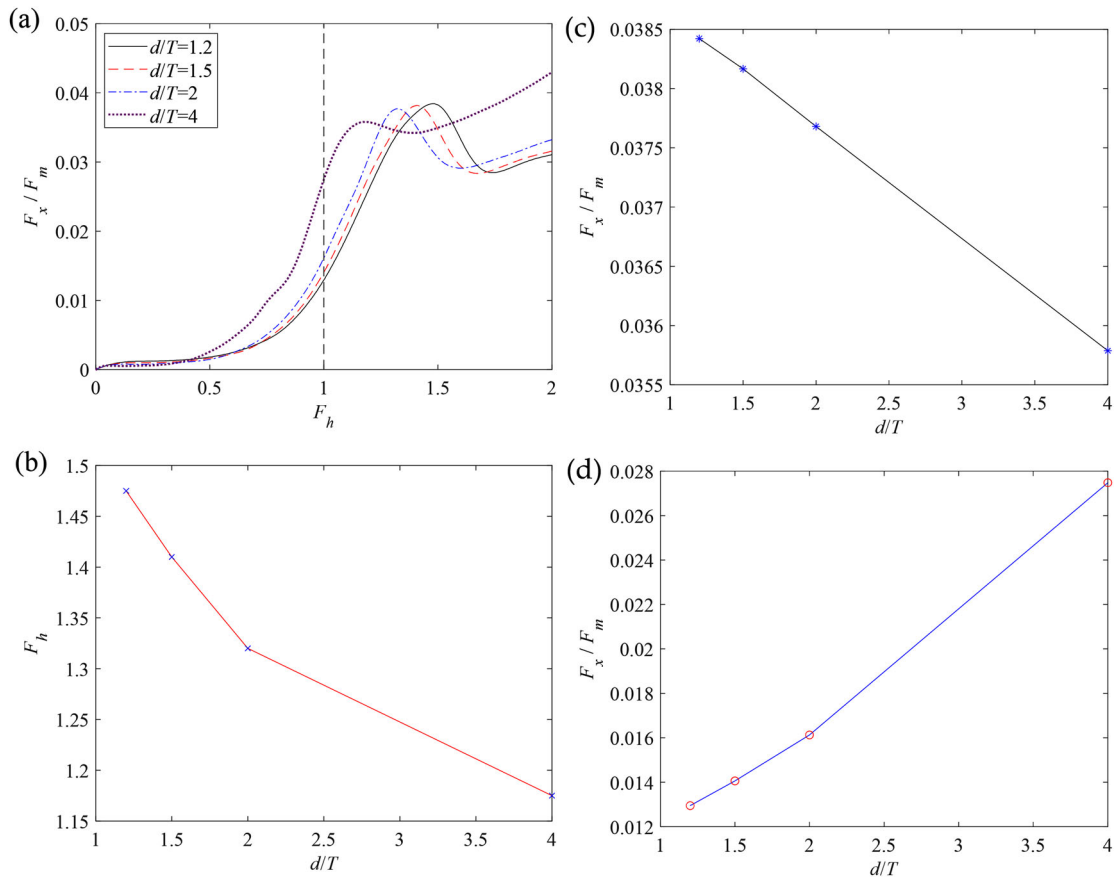 (a)
0.05
0.04
0.03
0.02
0.01
0
F_x / F_m
d/T=1.2
d/T=1.5
d/T=2
d/T=4
0 0.5 1 1.5 2
F_h
(c)
0.0385
0.038
0.0375
0.037
0.0365
0.036
0.0355
F_x / F_m
1 1.5 2 2.5 3 3.5 4
d/T
(b)
1.5
1.45
1.4
1.35
1.3
1.25
1.2
1.15
F_h
1 1.5 2 2.5 3 3.5 4
d/T
(d)
0.028
0.026
0.024
0.022
0.02
0.018
0.016
0.014
0.012
F_x / F_m
1 1.5 2 2.5 3 3.5 4
d/T